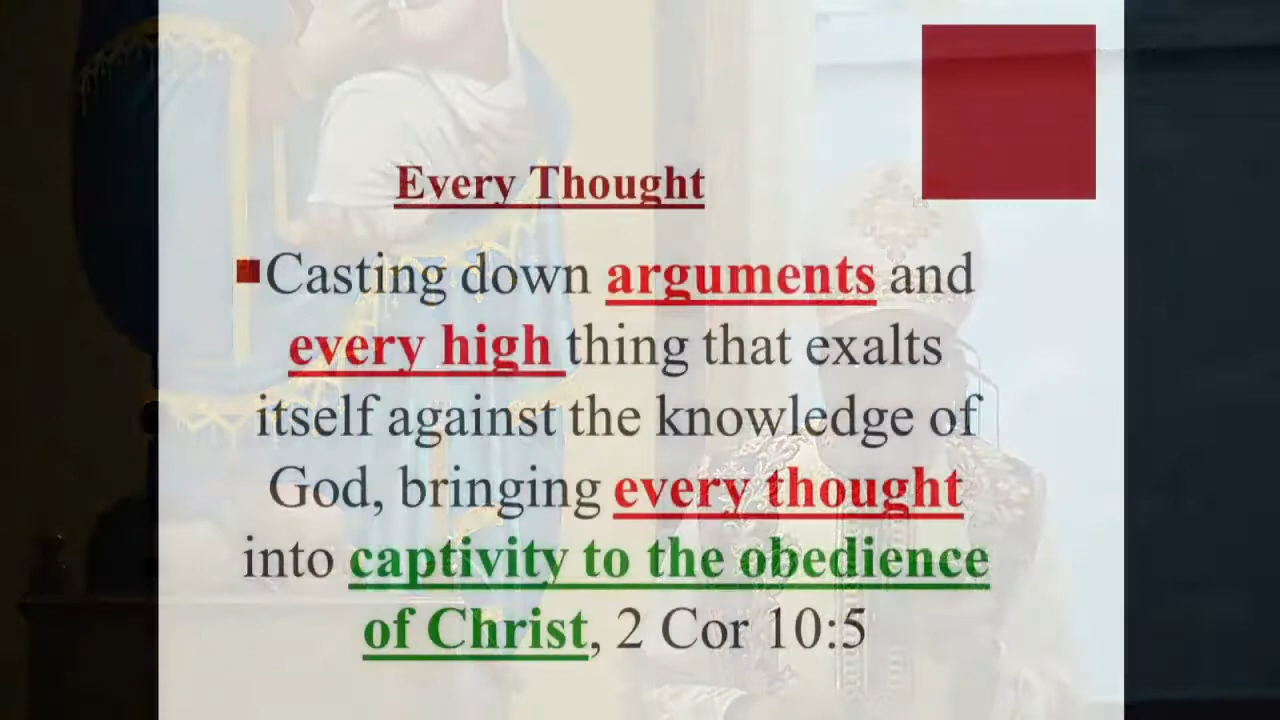 Every Thought
Casting down arguments and
every high thing that exalts
itself against the knowledge of
God, bringing every thought
into captivity to the obedience
of Christ, 2 Cor 10:5